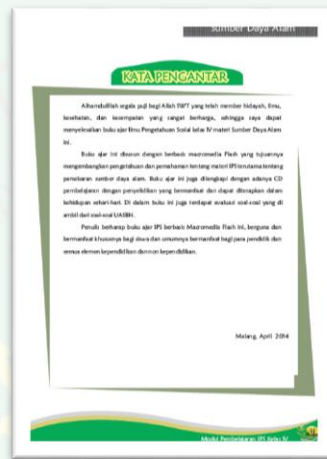 Sumber Daya Alam
KATA PENGANTAR
Alhamdulillah segala puji bagi Allah SWT yang telah member hidayah, ilmu,
kesehatan, dan kesempatan yang sangat berharga, sehingga saya dapat
menyelesaikan buku ajar Ilmu Pengetahuan Sosial kelas IV materi Sumber Daya Alam
ini.
Buku ajar ini disusun dengan berbasis macromedia Flash yang tujuannya
mengembangkan pengetahuan dan pemahaman tentang materi IPS terutama tentang
persebaran sumber daya alam. Buku ajar ini juga dilengkapi dengan adanya CD
pembelajaran dengan penyelidikan yang bermanfaat dan dapat diterapkan dalam
kehidupan sehari-hari. Di dalam buku ini juga terdapat evaluasi soal-soal yang di
ambil dari soal-soal UASBN.
Penulis berharap buku ajar IPS berbasis Macromedia Flash ini, berguna dan
bermanfaat khususnya bagi siswa dan umumnya bermanfaat bagi para pendidik dan
semua elemen kependidikan dan non kependidikan.
Malang, April 2014
Modul Pembelajaran IPS Kelas IV